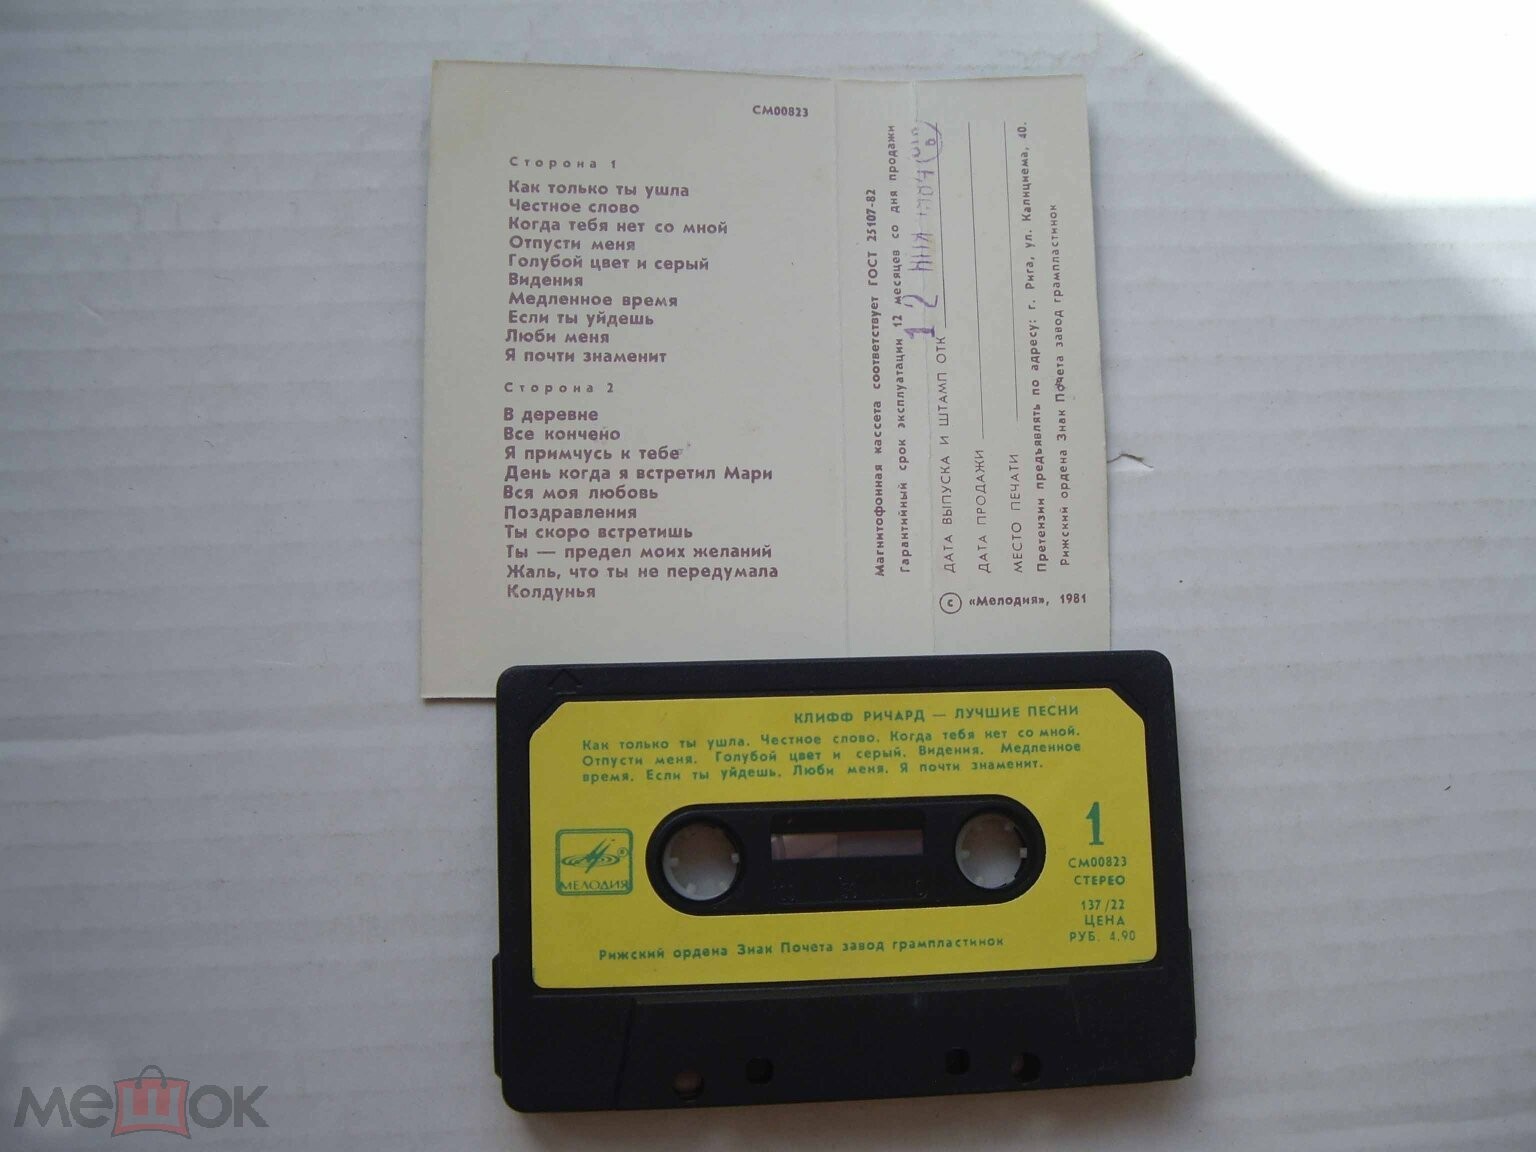 СМ00823
Сторона 1
Как только ты ушла
Честное слово
Когда тебя нет со мной
Отпусти меня
Голубой цвет и серый
Видения
Медленное время
Если ты уйдешь
Люби меня
Я почти знаменит
Сторона 2
В деревне
Все кончено
Я примчусь к тебе
День когда я встретил Мари
Вся моя любовь
Поздравления
Ты скоро встретишь
Ты — предел моих желаний
Жаль, что ты не передумала
Колдунья
Магнитофонная кассета соответствует ГОСТ 25107-82
Гарантийный срок эксплуатации 12 месяцев со дня продажи
ДАТА ВЫПУСКА И ШТАМП ОТК
12
ДАТА ПРОДАЖИ
МЕСТО ПЕЧАТИ
Претензии предъявлять по адресу: г. Рига, ул. Калнциема, 40.
Рижский ордена Знак Почета завод грампластинок
© «Мелодия», 1981
КЛИФФ РИЧАРД — ЛУЧШИЕ ПЕСНИ
Как только ты ушла. Честное слово. Когда тебя нет со мной.
Отпусти меня. Голубой цвет и серый. Видения. Медленное
время. Если ты уйдешь. Люби меня. Я почти знаменит.
МЕЛОДИЯ
1
СМ00823
СТЕРЕО
137/22
ЦЕНА
РУБ. 4.90
Рижский ордена Знак Почета завод грампластинок
мешок